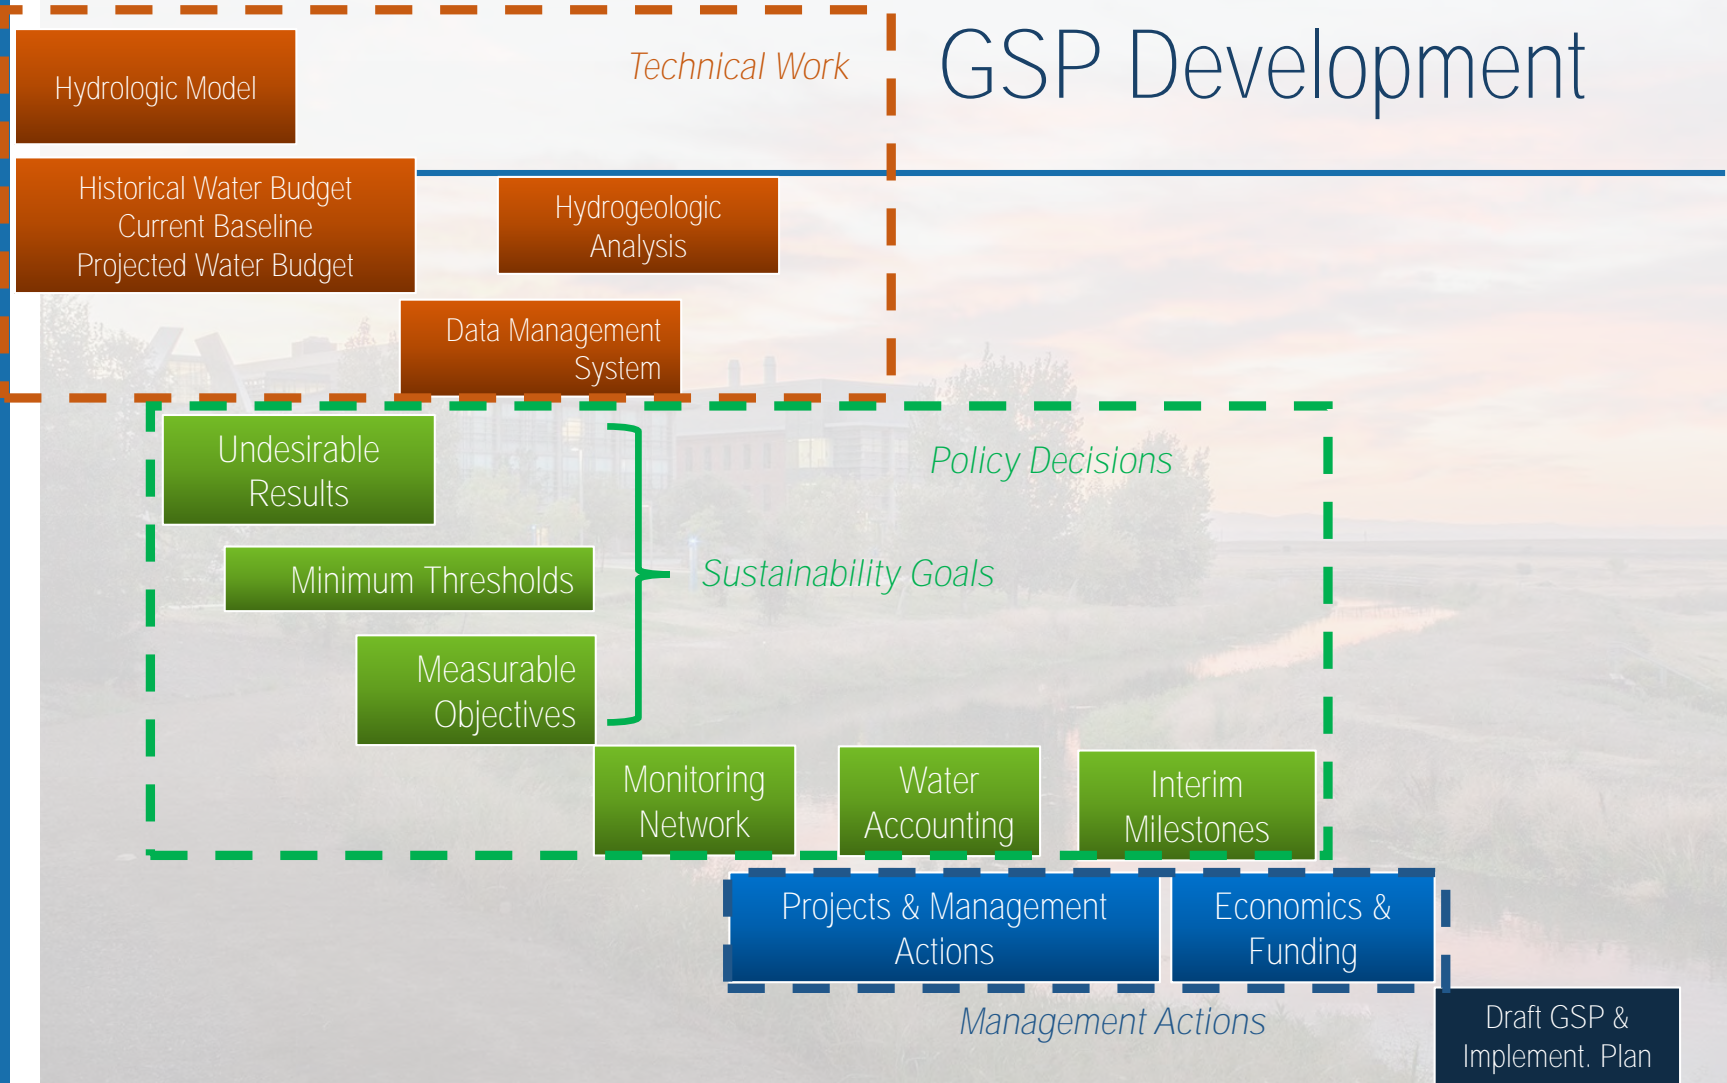 GSP Development
Technical Work
Hydrologic Model
Historical Water Budget
Current Baseline
Projected Water Budget
Hydrogeologic
Analysis
Data Management
System
Policy Decisions
Undesirable
Results
Minimum Thresholds
Sustainability Goals
Measurable
Objectives
Monitoring
Network
Water
Accounting
Interim
Milestones
Projects & Management
Actions
Economics &
Funding
Management Actions
Draft GSP &
Implement. Plan